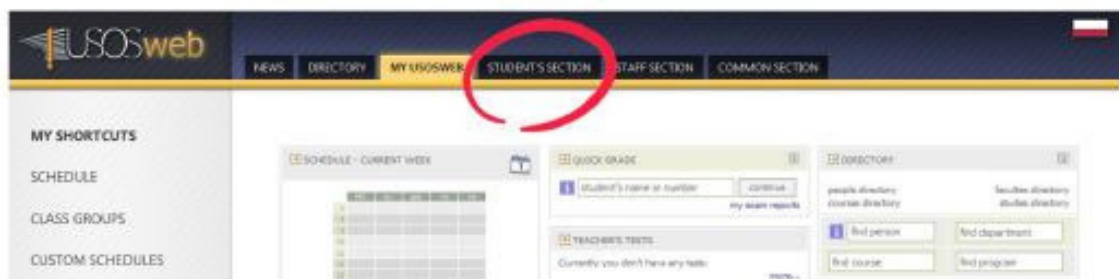 USOSweb
NEWS DIRECTORY MY USOSWEB STUDENT'S SECTION STAFF SECTION COMMON SECTION
MY SHORTCUTS
SCHEDULE
CLASS GROUPS
CUSTOM SCHEDULES
SCHEDULE - CURRENT WEEK
QUICK GRADE
student's name or number continue
my exam reports
TEACHER'S TESTS
Currently you don't have any tests.
DIRECTORY
people directory faculties directory
courses directory studies directory
find person find department
find course find program